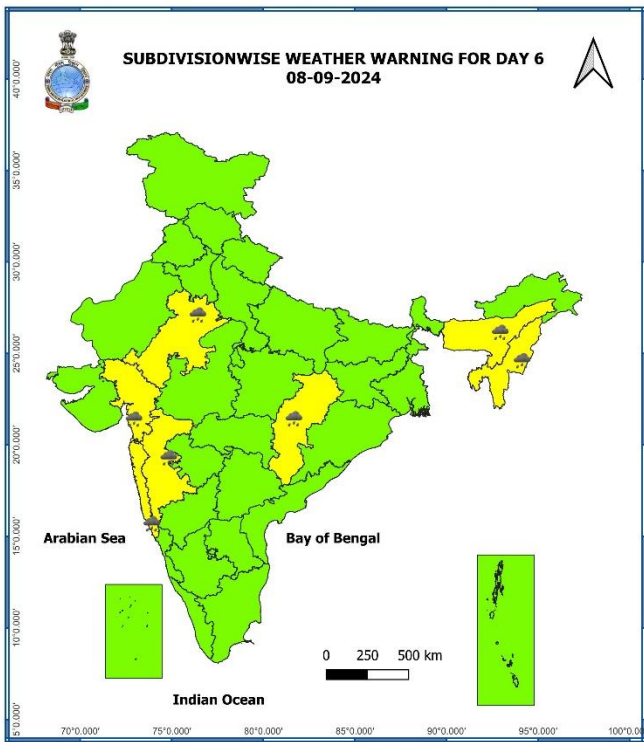 SUBDIVISIONWISE WEATHER WARNING FOR DAY 6
08-09-2024
40°0.000'
35°0.000'
30°0.000'
25°0.000'
20°0.000'
15°0.000'
10°0.000'
5°0.000'
Arabian Sea
Bay of Bengal
0 250 500 km
Indian Ocean
70°0.000' 75°0.000' 80°0.000' 85°0.000' 90°0.000' 95°0.000' 100°0.000'